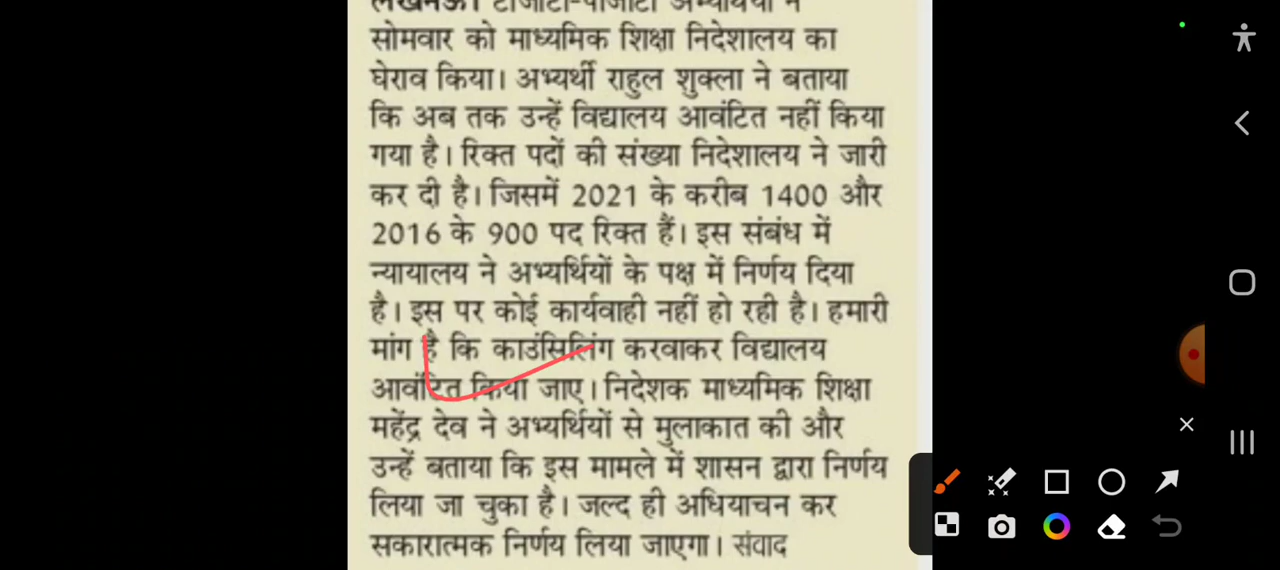 लखनऊ। टीजीटी-पीजीटी अभ्यर्थियों ने
सोमवार को माध्यमिक शिक्षा निदेशालय का
घेराव किया। अभ्यर्थी राहुल शुक्ला ने बताया
कि अब तक उन्हें विद्यालय आवंटित नहीं किया
गया है। रिक्त पदों की संख्या निदेशालय ने जारी
कर दी है। जिसमें 2021 के करीब 1400 और
2016 के 900 पद रिक्त हैं। इस संबंध में
न्यायालय ने अभ्यर्थियों के पक्ष में निर्णय दिया
है। इस पर कोई कार्यवाही नहीं हो रही है। हमारी
मांग है कि काउंसिलिंग करवाकर विद्यालय
आवंटित किया जाए। निदेशक माध्यमिक शिक्षा
महेंद्र देव ने अभ्यर्थियों से मुलाकात की और
उन्हें बताया कि इस मामले में शासन द्वारा निर्णय
लिया जा चुका है। जल्द ही अधियाचन कर
सकारात्मक निर्णय लिया जाएगा। संवाद